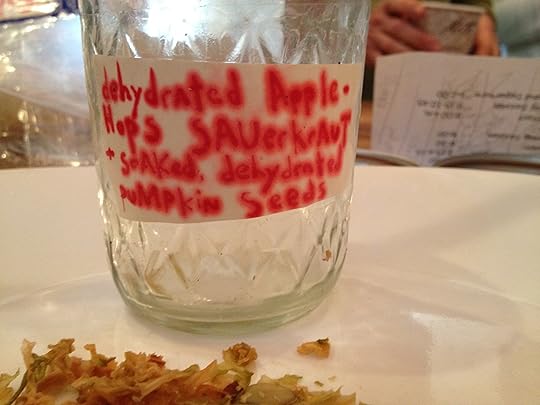 dehydrated Apple-
Hops SAUerKrAUT
+ SOAKed, dehydrated
puMpKin Seeds